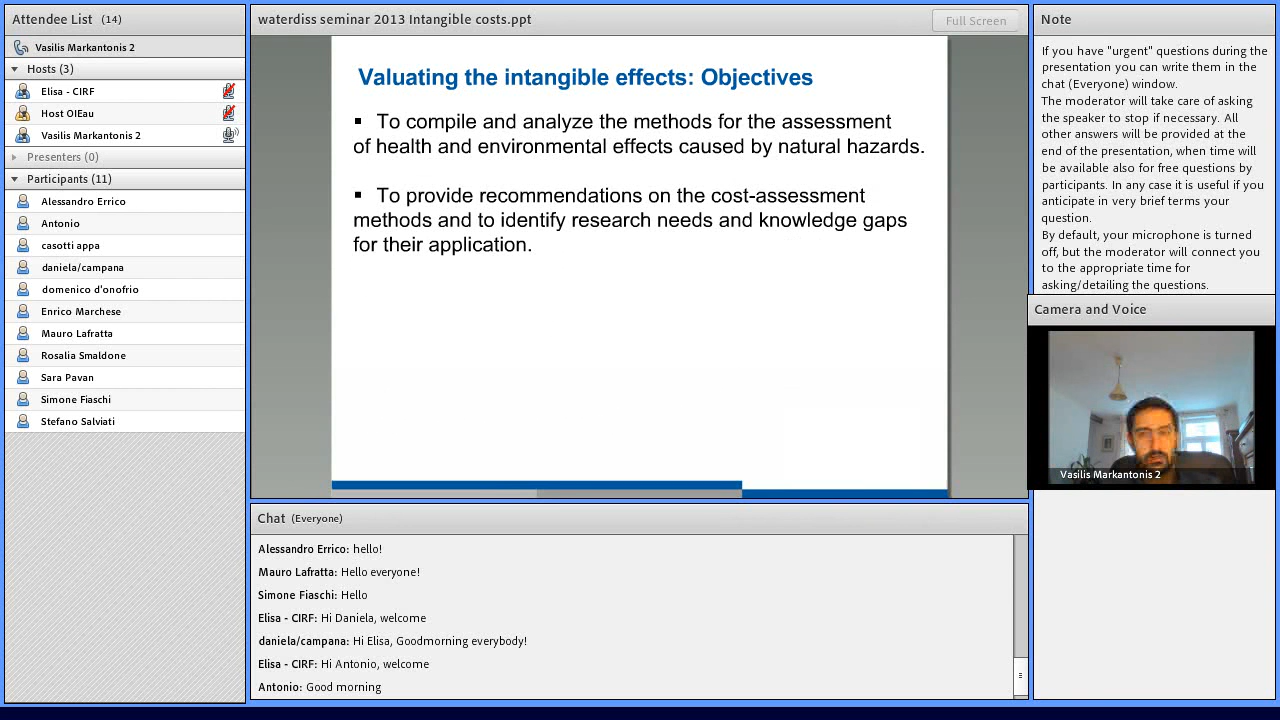 Attendee List (14)
Vasilis Markantonis 2
Hosts (3)
Elisa - CIRF
Host OIEau
Vasilis Markantonis 2
Presenters (0)
Participants (11)
Alessandro Errico
Antonio
casotti appa
daniela/campana
domenico d'onofrio
Enrico Marchese
Mauro Lafratta
Rosalia Smaldone
Sara Pavan
Simone Fiaschi
Stefano Salviati
waterdiss seminar 2013 Intangible costs.ppt
Full Screen
Valuating the intangible effects: Objectives
▪ To compile and analyze the methods for the assessment
of health and environmental effects caused by natural hazards.
▪ To provide recommendations on the cost-assessment
methods and to identify research needs and knowledge gaps
for their application.
Chat (Everyone)
Alessandro Errico: hello!
Mauro Lafratta: Hello everyone!
Simone Fiaschi: Hello
Elisa - CIRF: Hi Daniela, welcome
daniela/campana: Hi Elisa, Goodmorning everybody!
Elisa - CIRF: Hi Antonio, welcome
Antonio: Good morning
Note
If you have "urgent" questions during the
presentation you can write them in the
chat (Everyone) window.
The moderator will take care of asking
the speaker to stop if necessary. All
other answers will be provided at the
end of the presentation, when time will
be available also for free questions by
participants. In any case it is useful if you
anticipate in very brief terms your
question.
By default, your microphone is turned
off, but the moderator will connect you
to the appropriate time for
asking/detailing the questions.
Camera and Voice
Vasilis Markantonis 2